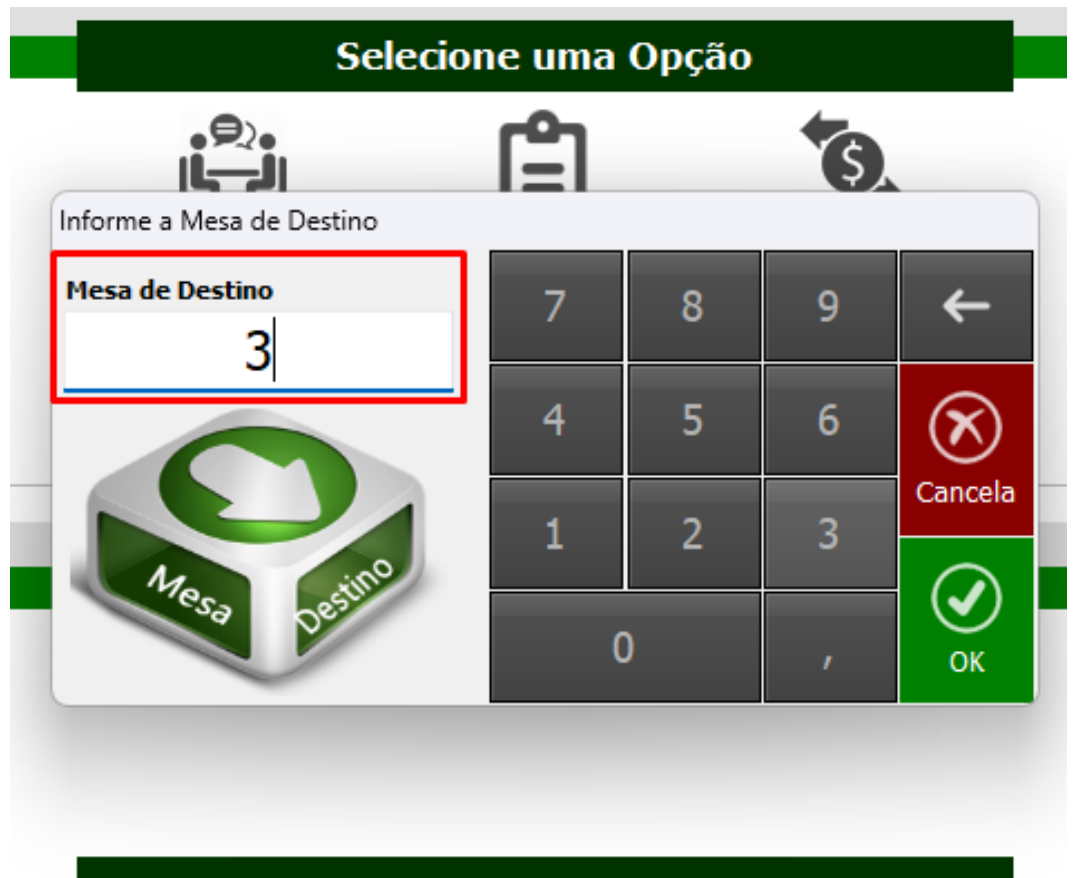 Selecione uma Opção
$
Informe a Mesa de Destino
Mesa de Destino
3
7 8 9
4 5 6
Cancela
1 2 3
0 ,
OK
Mesa Destino